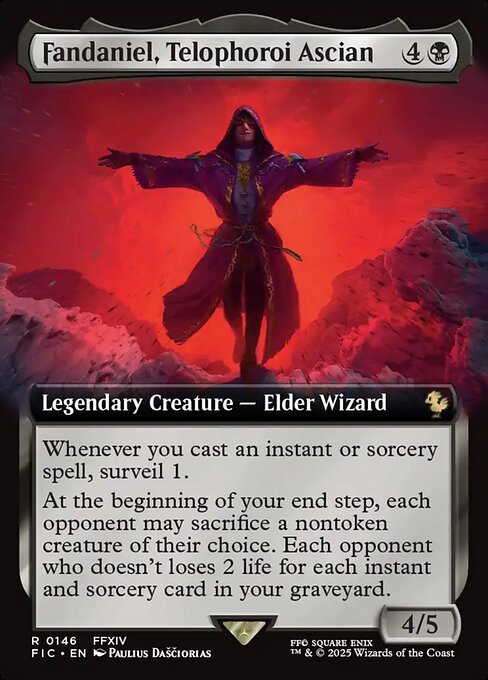 Fandaniel, Telophoroi Ascian 4
Legendary Creature — Elder Wizard
Whenever you cast an instant or sorcery
spell, surveil 1.
At the beginning of your end step, each
opponent may sacrifice a nontoken
creature of their choice. Each opponent
who doesn't loses 2 life for each instant
and sorcery card in your graveyard.
4/5
R 0146 FFXIV
FIC • EN Paulius Daščioras
FF© SQUARE ENIX
™ & © 2025 Wizards of the Coast